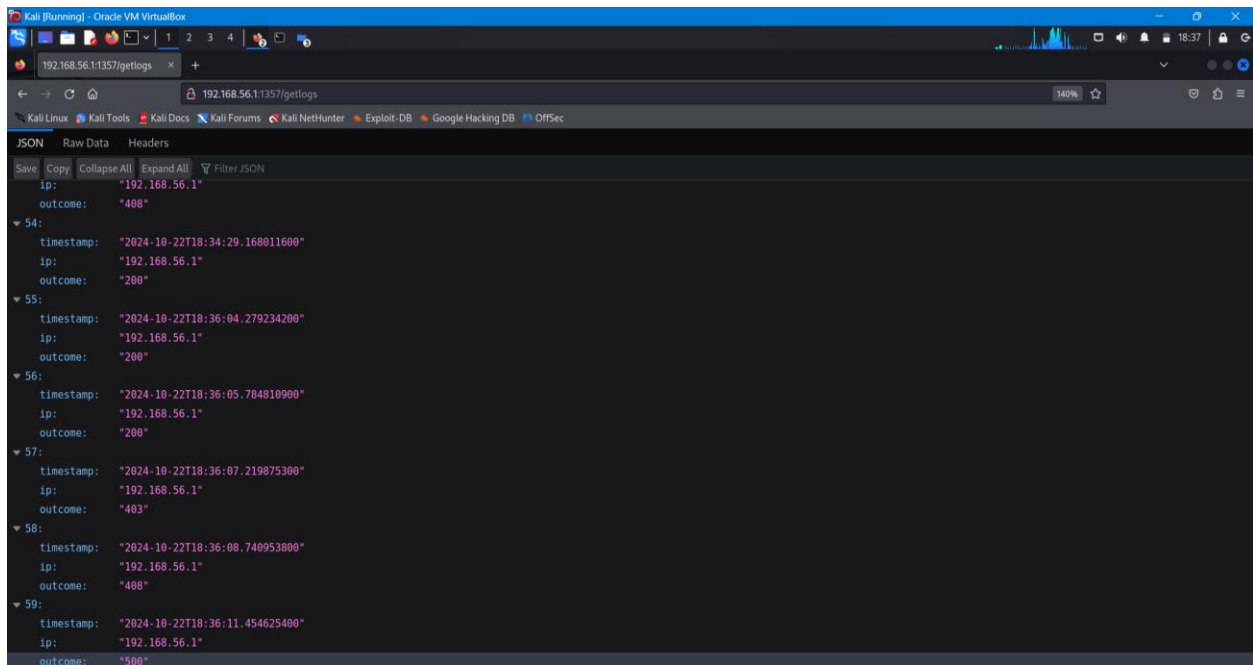 Kali [Running] - Oracle VM VirtualBox
1 2 3 4 18:37
192.168.56.1:1357/getlogs × +
192.168.56.1:1357/getlogs 140%
Kali Linux Kali Tools Kali Docs Kali Forums Kali NetHunter Exploit-DB Google Hacking DB OffSec
JSON Raw Data Headers
Save Copy Collapse All Expand All Filter JSON
ip: "192.168.56.1"
outcome: "408"
54:
timestamp: "2024-10-22T18:34:29.168011600"
ip: "192.168.56.1"
outcome: "200"
55:
timestamp: "2024-10-22T18:36:04.279234200"
ip: "192.168.56.1"
outcome: "200"
56:
timestamp: "2024-10-22T18:36:05.784810900"
ip: "192.168.56.1"
outcome: "200"
57:
timestamp: "2024-10-22T18:36:07.219875300"
ip: "192.168.56.1"
outcome: "403"
58:
timestamp: "2024-10-22T18:36:08.740953800"
ip: "192.168.56.1"
outcome: "408"
59:
timestamp: "2024-10-22T18:36:11.454625400"
ip: "192.168.56.1"
outcome: "500"